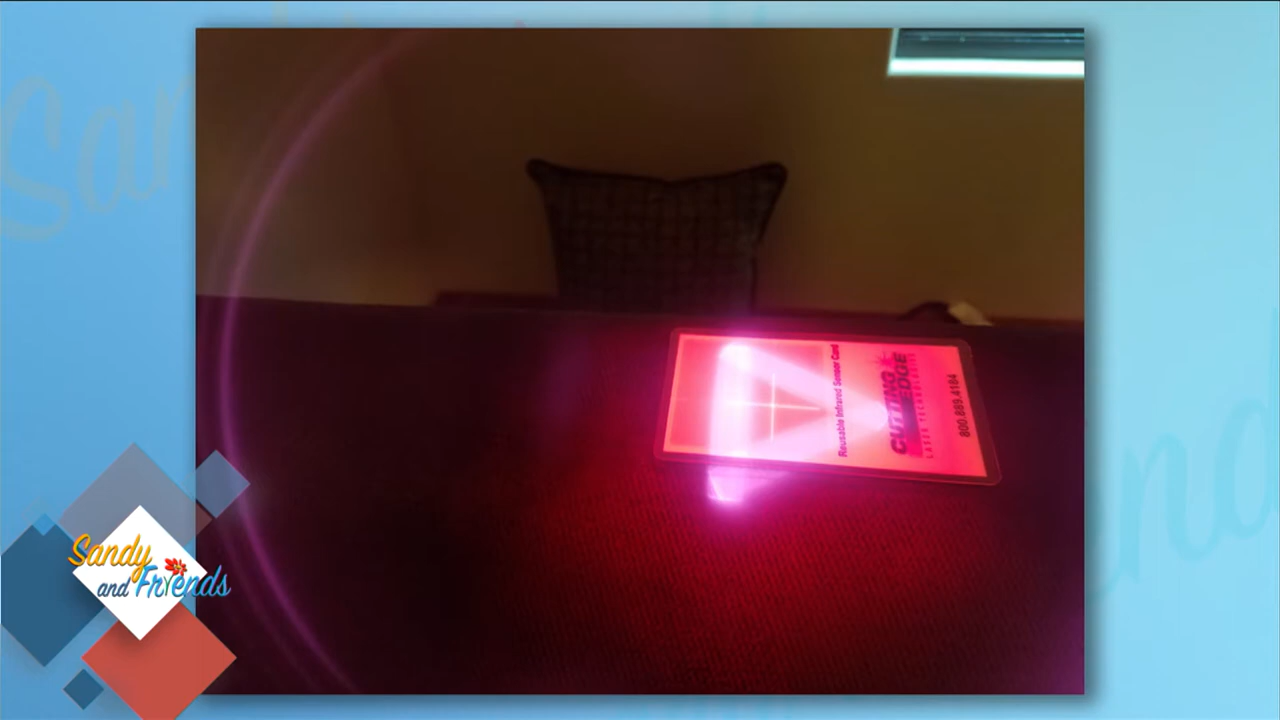 Reusable Infrared Sensor Card
CUTTING
EDGE
LASER TECHNOLOGIES
800.889.4184
Sandy
and Friends